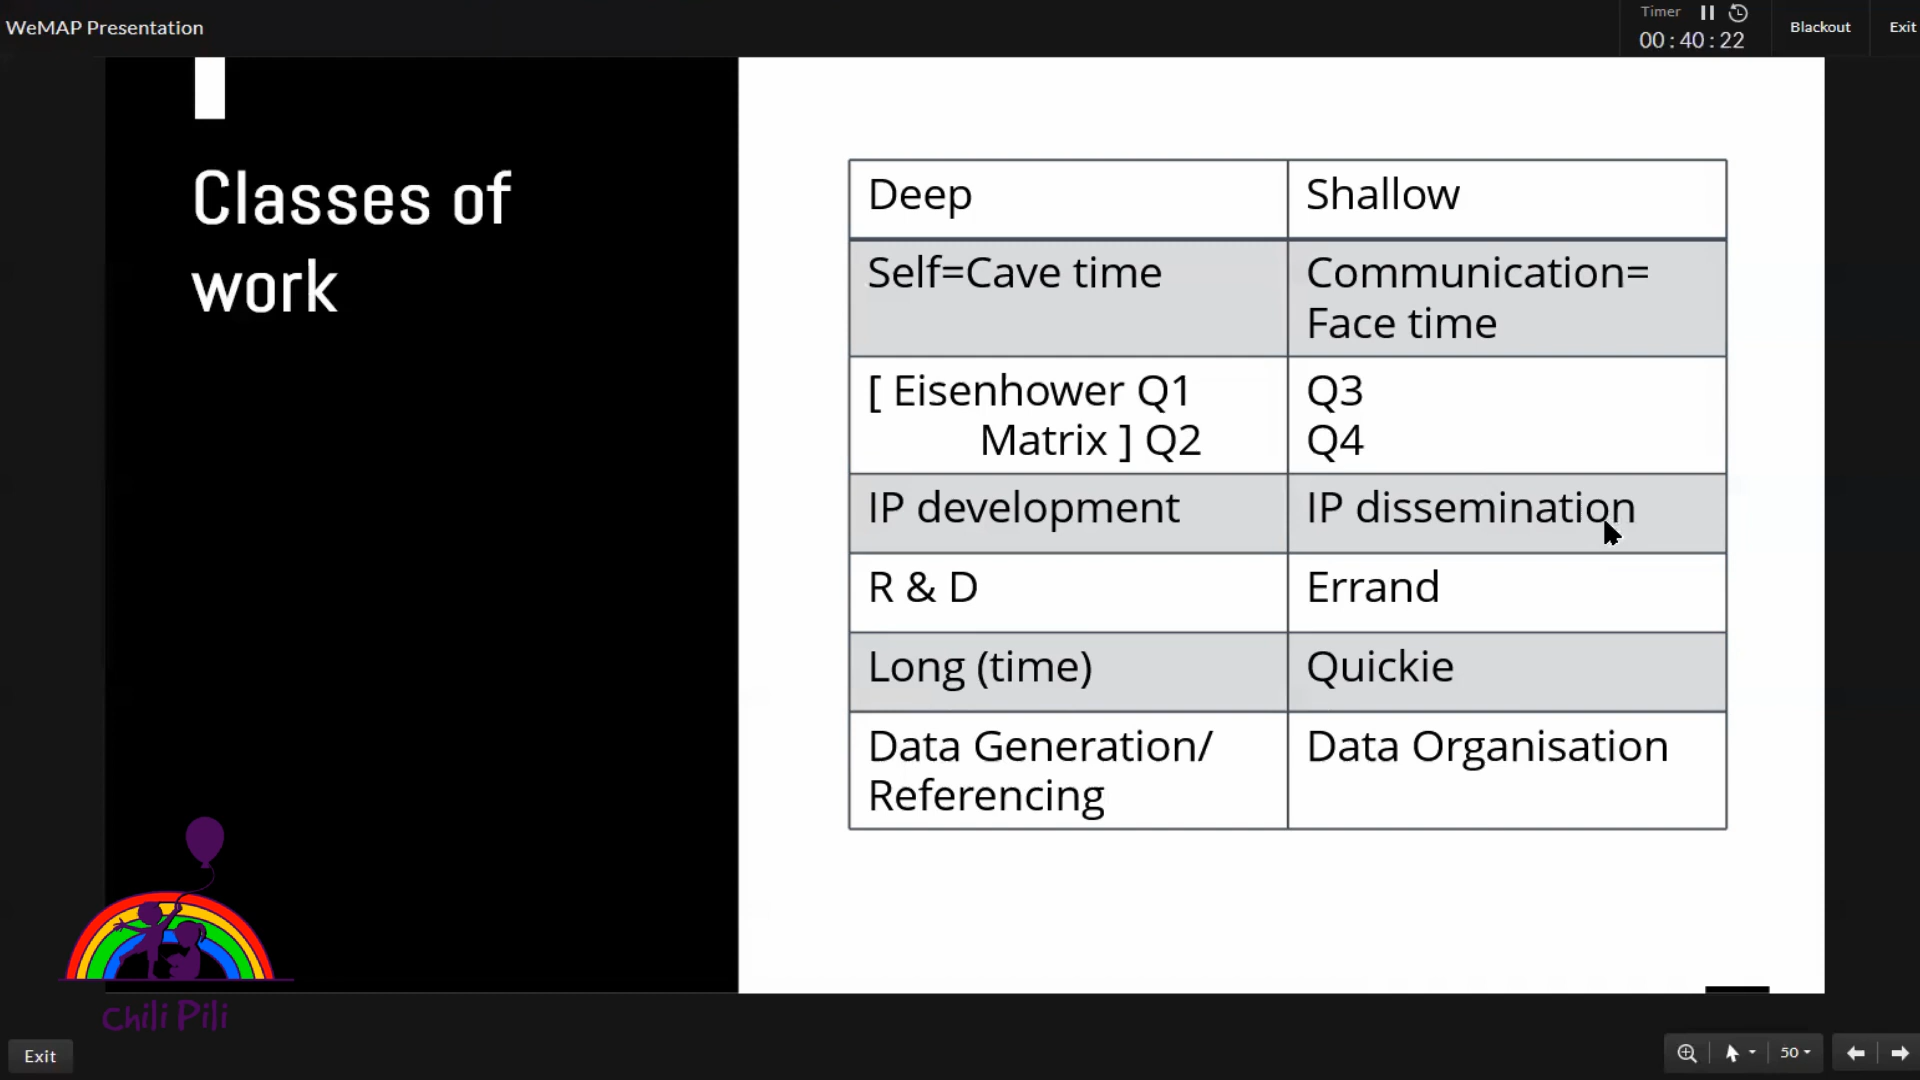 WeMAP Presentation
Timer
00:40:22
Blackout
Exit
Classes of
work
Deep
Shallow
Self=Cave time
Communication=
Face time
[ Eisenhower Q1
Matrix ] Q2
Q3
Q4
IP development
IP dissemination
R & D
Errand
Long (time)
Quickie
Data Generation/
Referencing
Data Organisation
Chili Pili
Exit
50